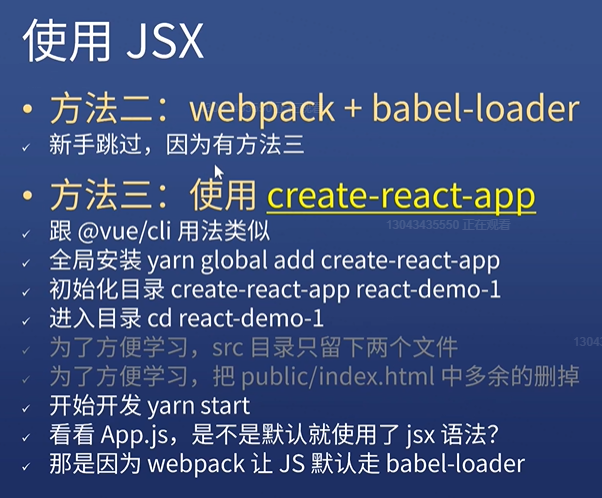 使用 JSX
• 方法二：webpack + babel-loader
✓ 新手跳过，因为有方法三
• 方法三：使用 create-react-app
13043435550 正在观看
✓ 跟 @vue/cli 用法类似
✓ 全局安装 yarn global add create-react-app
✓ 初始化目录 create-react-app react-demo-1
✓ 进入目录 cd react-demo-1
1304
✓ 为了方便学习，src 目录只留下两个文件
✓ 为了方便学习，把 public/index.html 中多余的删掉
✓ 开始开发 yarn start
✓ 看看 App.js，是不是默认就使用了 jsx 语法？
✓ 那是因为 webpack 让 JS 默认走 babel-loader